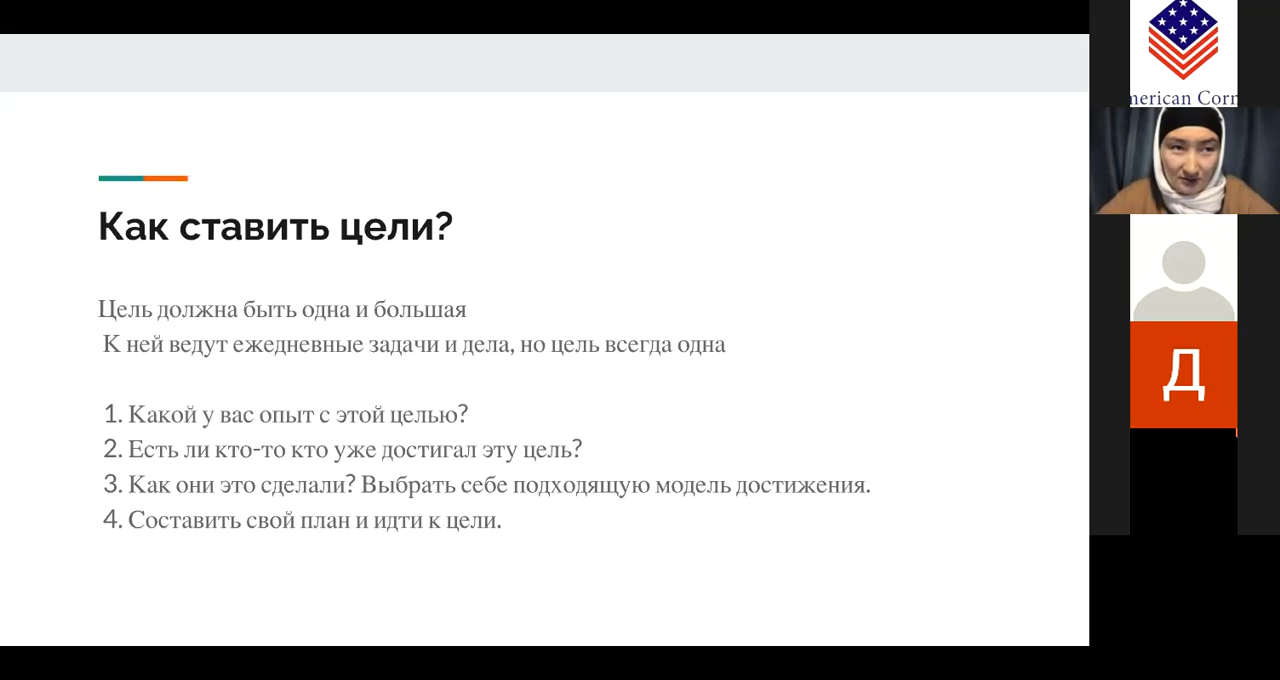 Как ставить цели?
Цель должна быть одна и большая
К ней ведут ежедневные задачи и дела, но цель всегда одна
1. Какой у вас опыт с этой целью?
2. Есть ли кто-то кто уже достигал эту цель?
3. Как они это сделали? Выбрать себе подходящую модель достижения.
4. Составить свой план и идти к цели.
merican Corn
Д